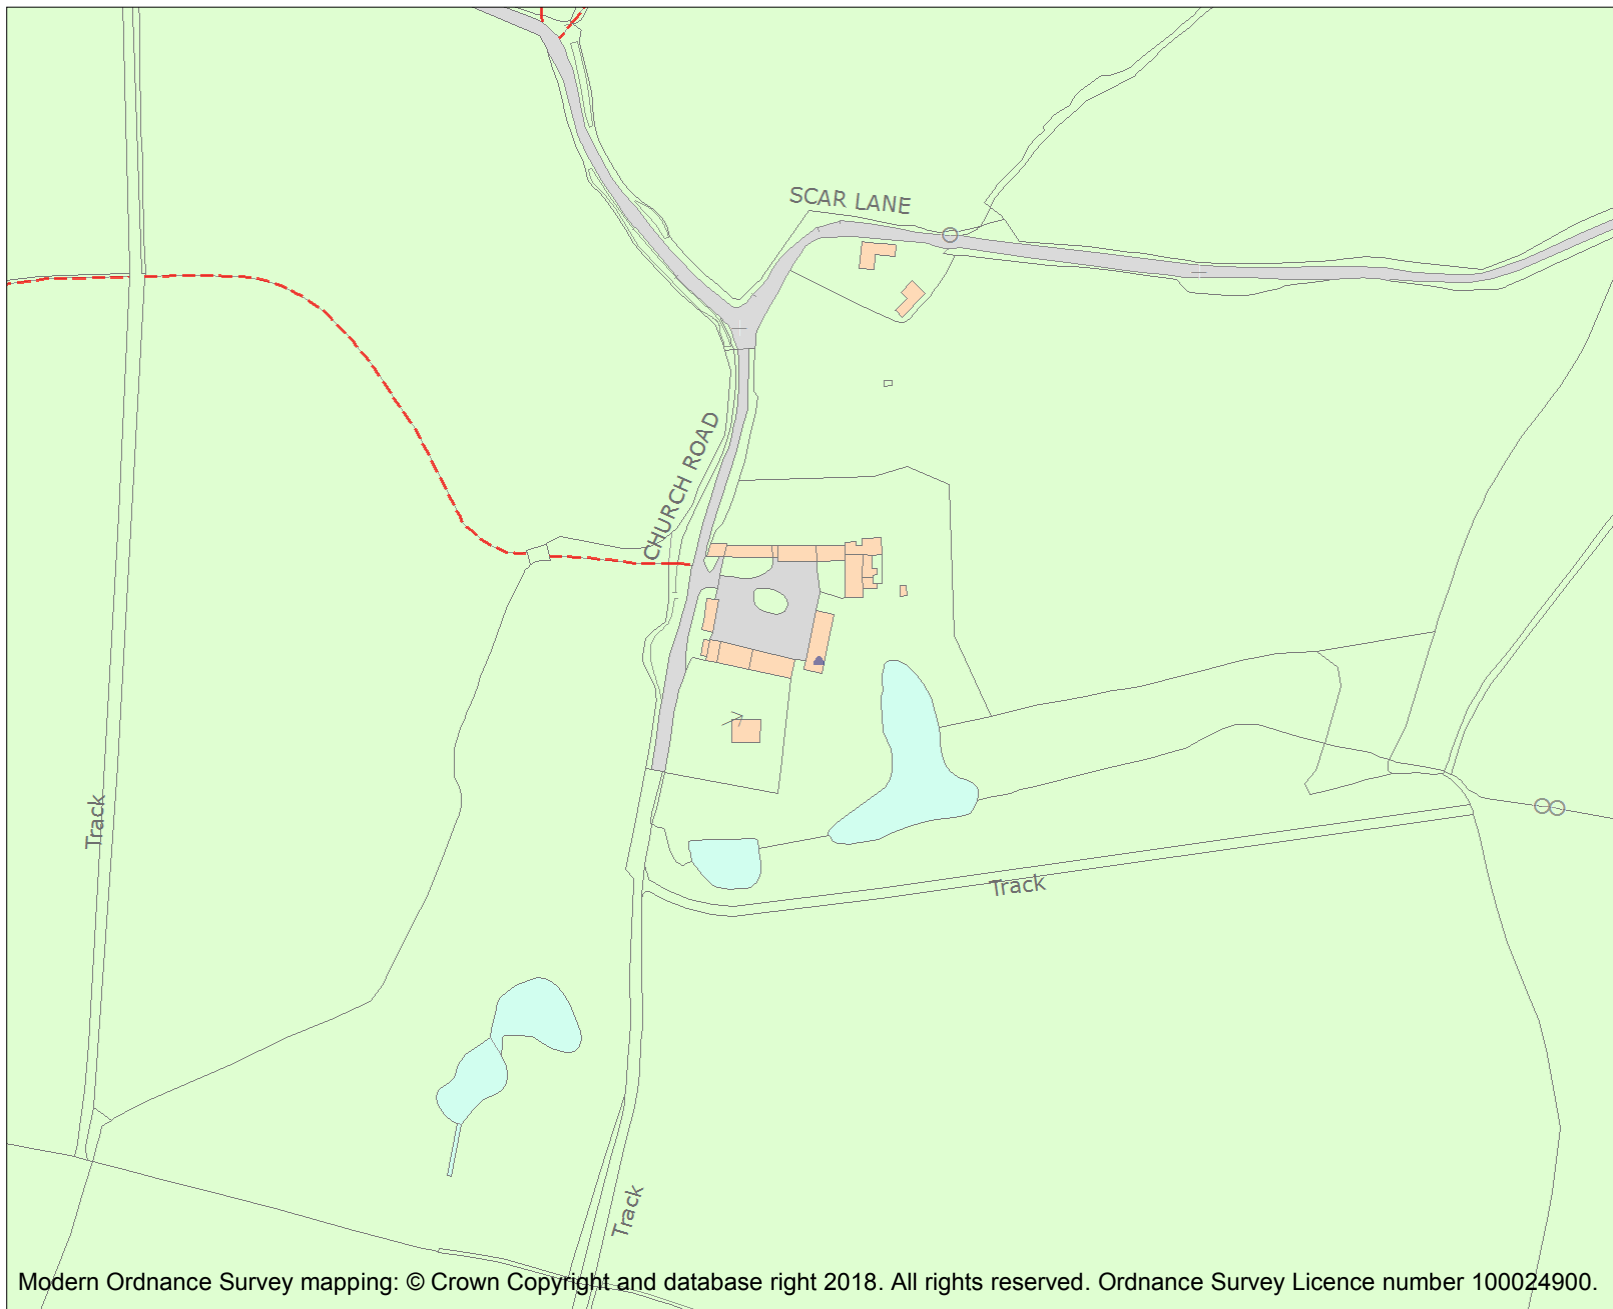 SCAR LANE
CHURCH ROAD
Track
Track
Track
Modern Ordnance Survey mapping: © Crown Copyright and database right 2018. All rights reserved. Ordnance Survey Licence number 100024900.